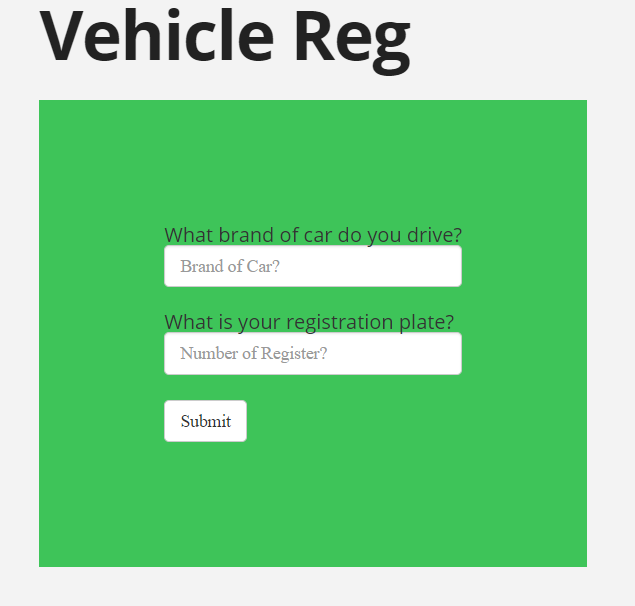 Vehicle Reg
What brand of car do you drive?
Brand of Car?
What is your registration plate?
Number of Register?
Submit